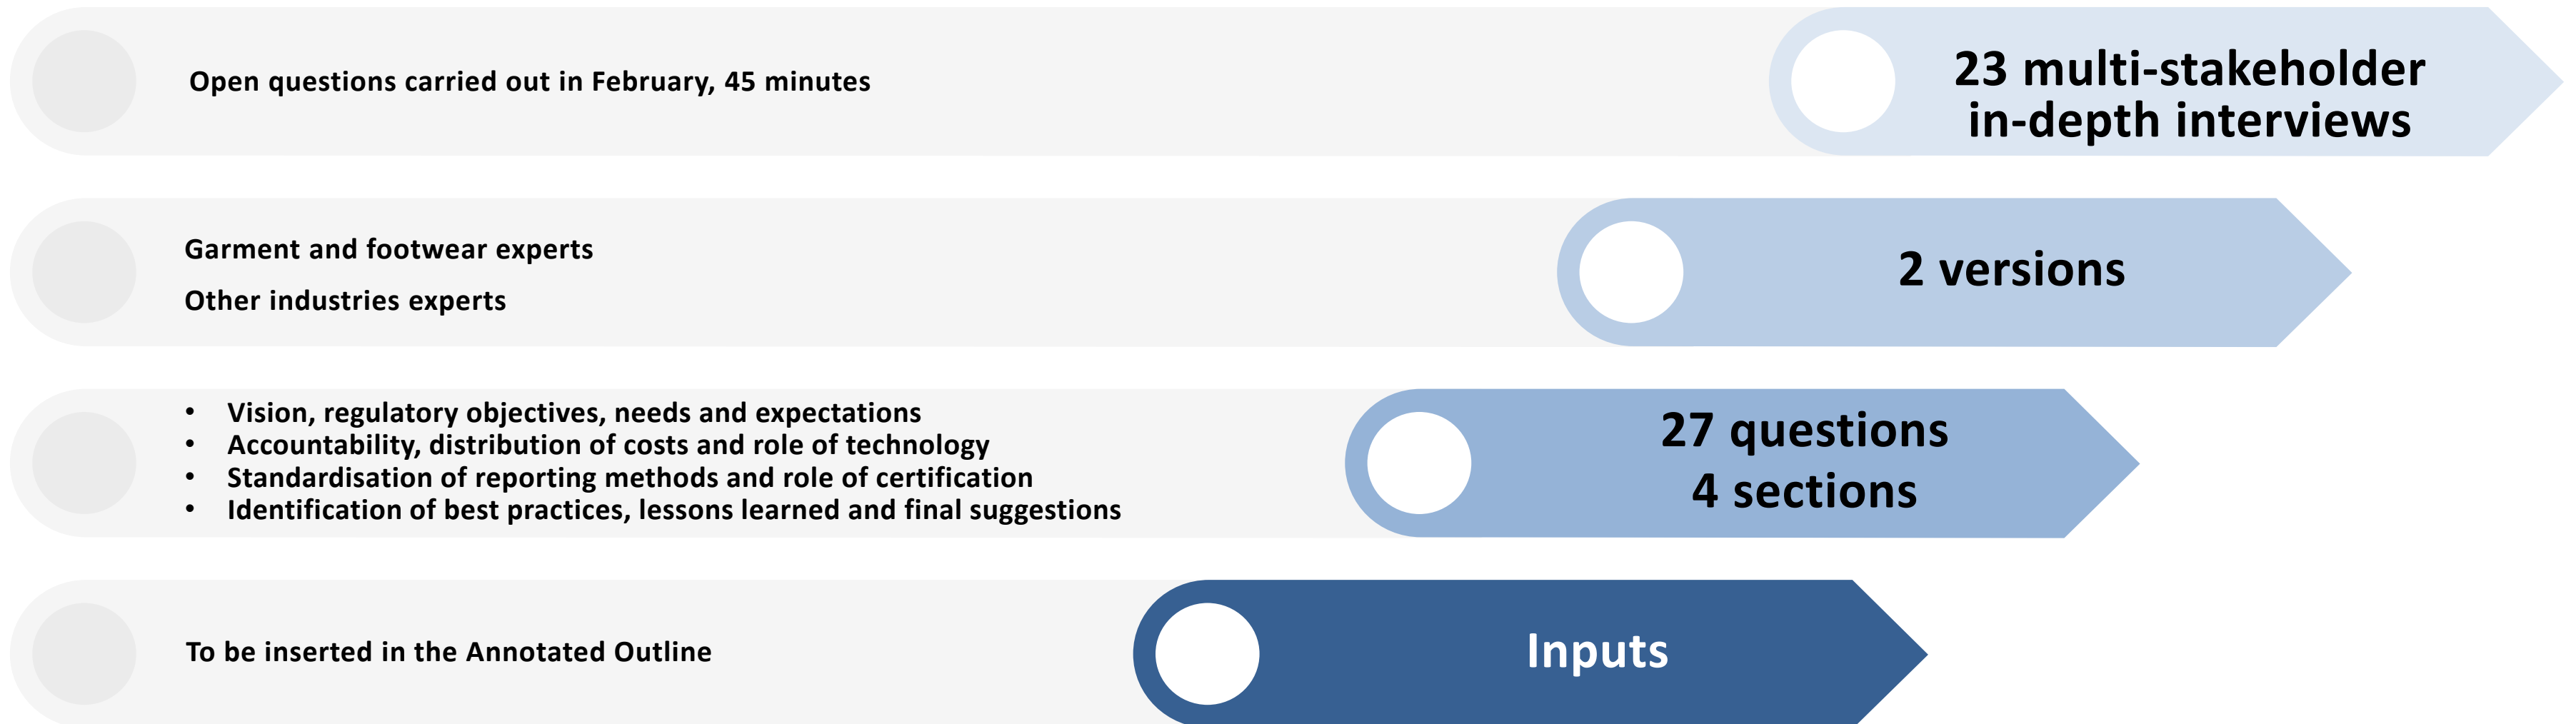 Open questions carried out in February, 45 minutes
23 multi-stakeholder
in-depth interviews
Garment and footwear experts
Other industries experts
2 versions
• Vision, regulatory objectives, needs and expectations
• Accountability, distribution of costs and role of technology
• Standardisation of reporting methods and role of certification
• Identification of best practices, lessons learned and final suggestions
27 questions
4 sections
To be inserted in the Annotated Outline
Inputs